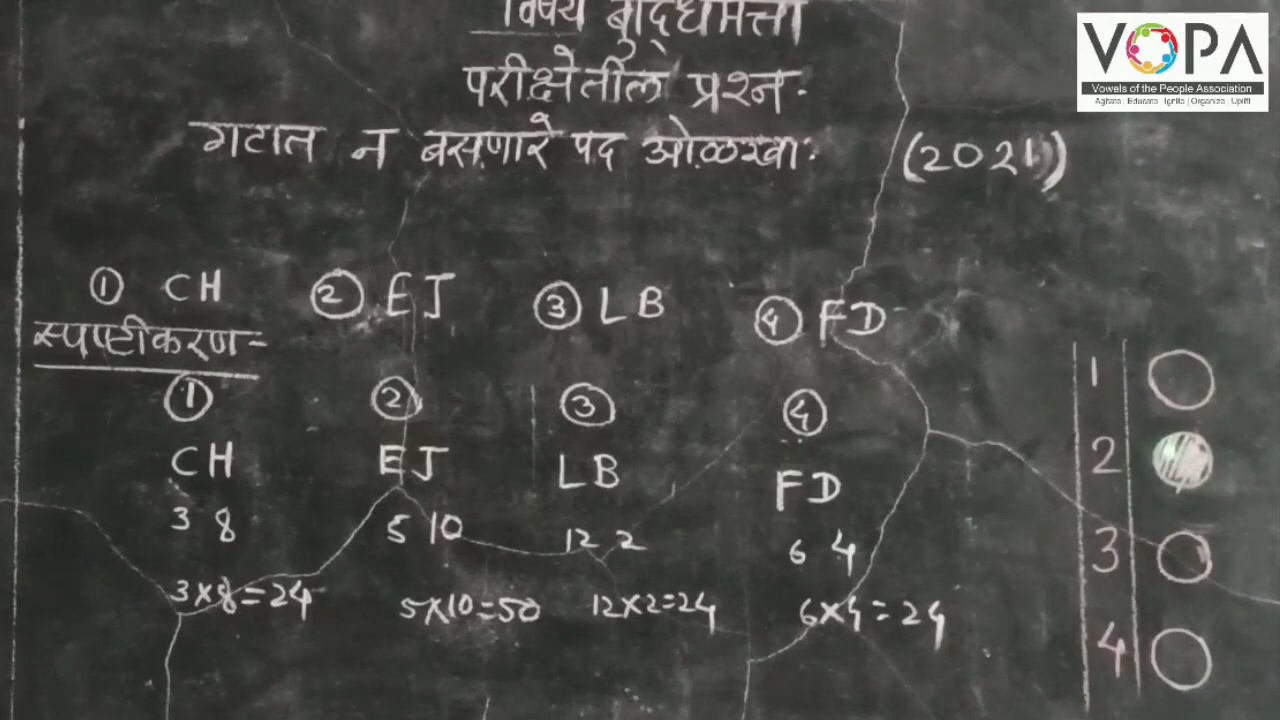 विषय बुद्धिमत्ता
परीक्षेतील प्रश्न.
गटात न बसणारे पद ओळखा. (2021)
① CH ② EJ ③ LB ④ FD
स्पष्टीकरण=
① ② ③ ④
CH EJ LB FD
3 8 5 10 12 2 6 4
3×8=24 5×10=50 12×2=24 6×4=24
1
2
3
4
VOPA
Vowels of the People Association
Agitate | Educate | Ignite | Organize | Uplift